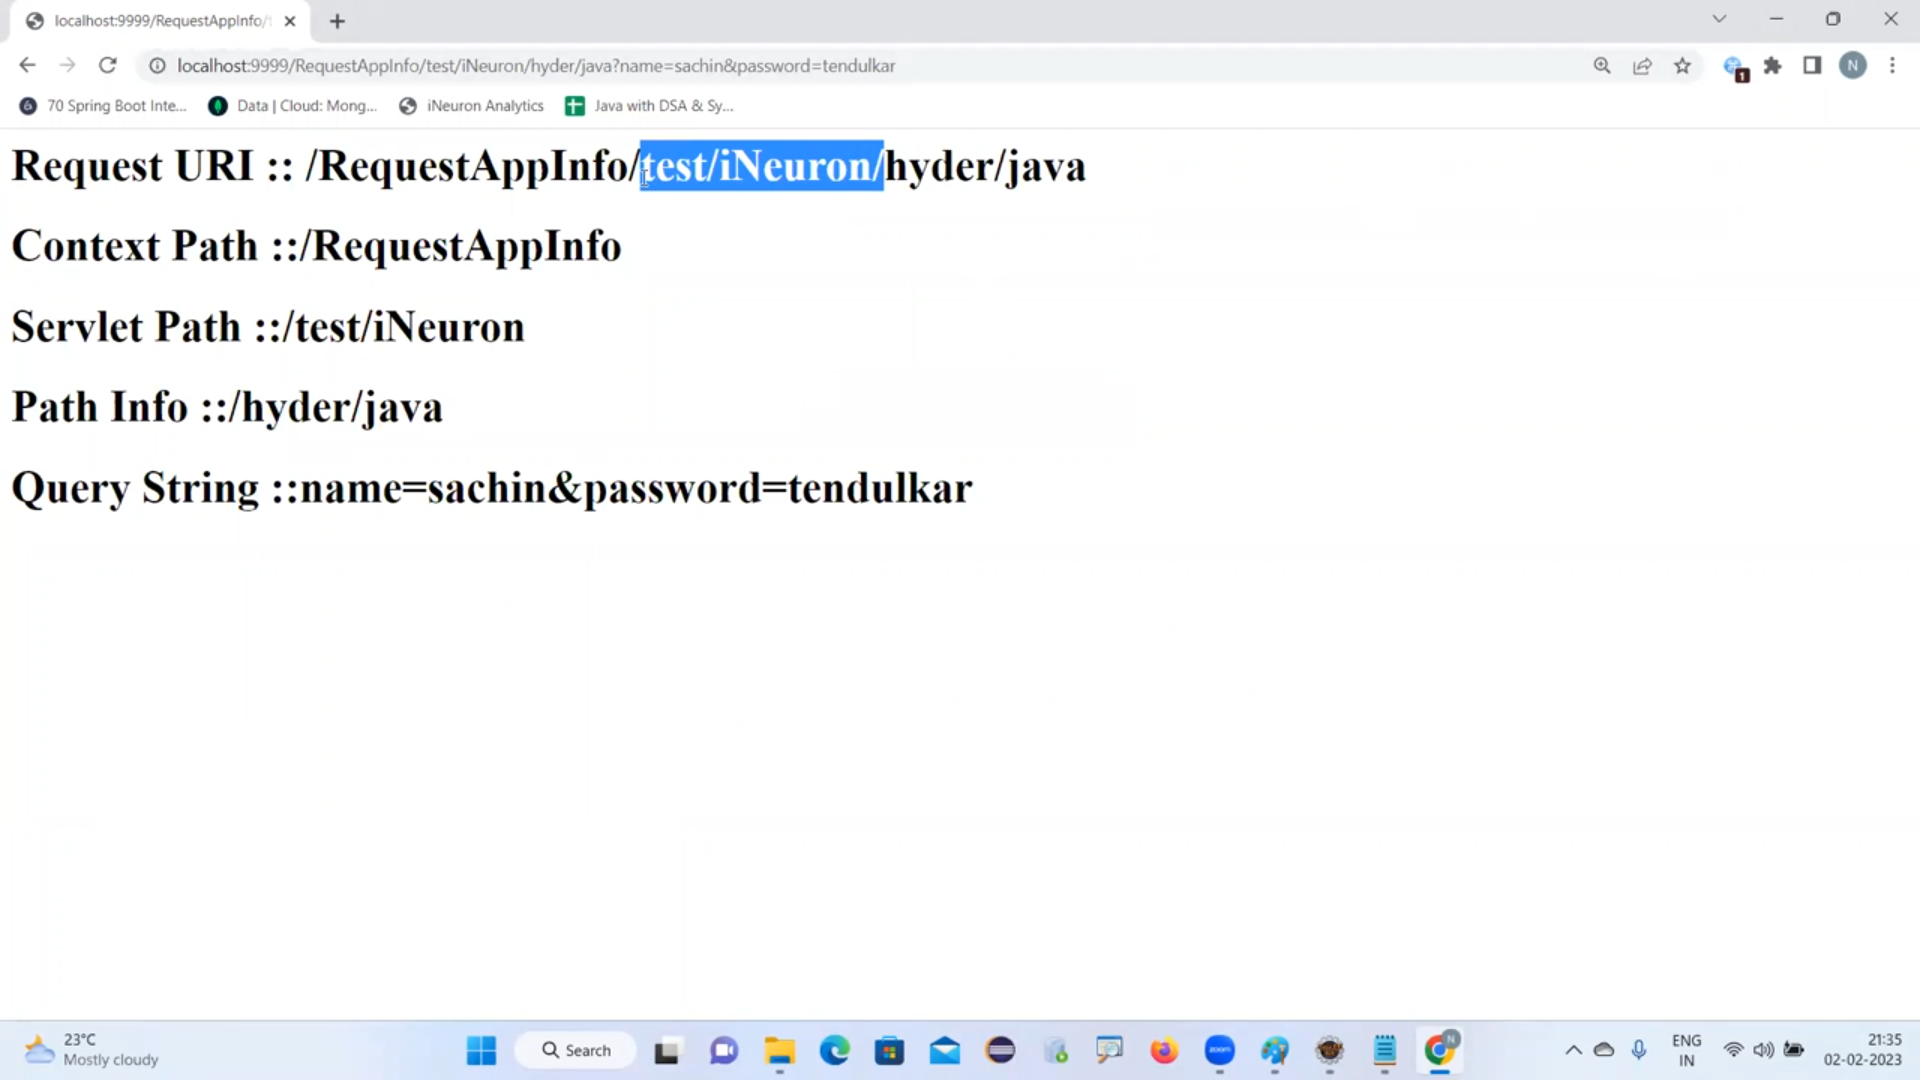 localhost:9999/RequestAppInfo/t
localhost:9999/RequestAppInfo/test/iNeuron/hyder/java?name=sachin&password=tendulkar
1
N
70 Spring Boot Inte... Data | Cloud: Mong... iNeuron Analytics Java with DSA & Sy...
Request URI :: /RequestAppInfo/test/iNeuron/hyder/java
Context Path ::/RequestAppInfo
Servlet Path ::/test/iNeuron
Path Info ::/hyder/java
Query String ::name=sachin&password=tendulkar
23°C
Mostly cloudy
Search
zoom
N
ENG
IN
21:35
02-02-2023